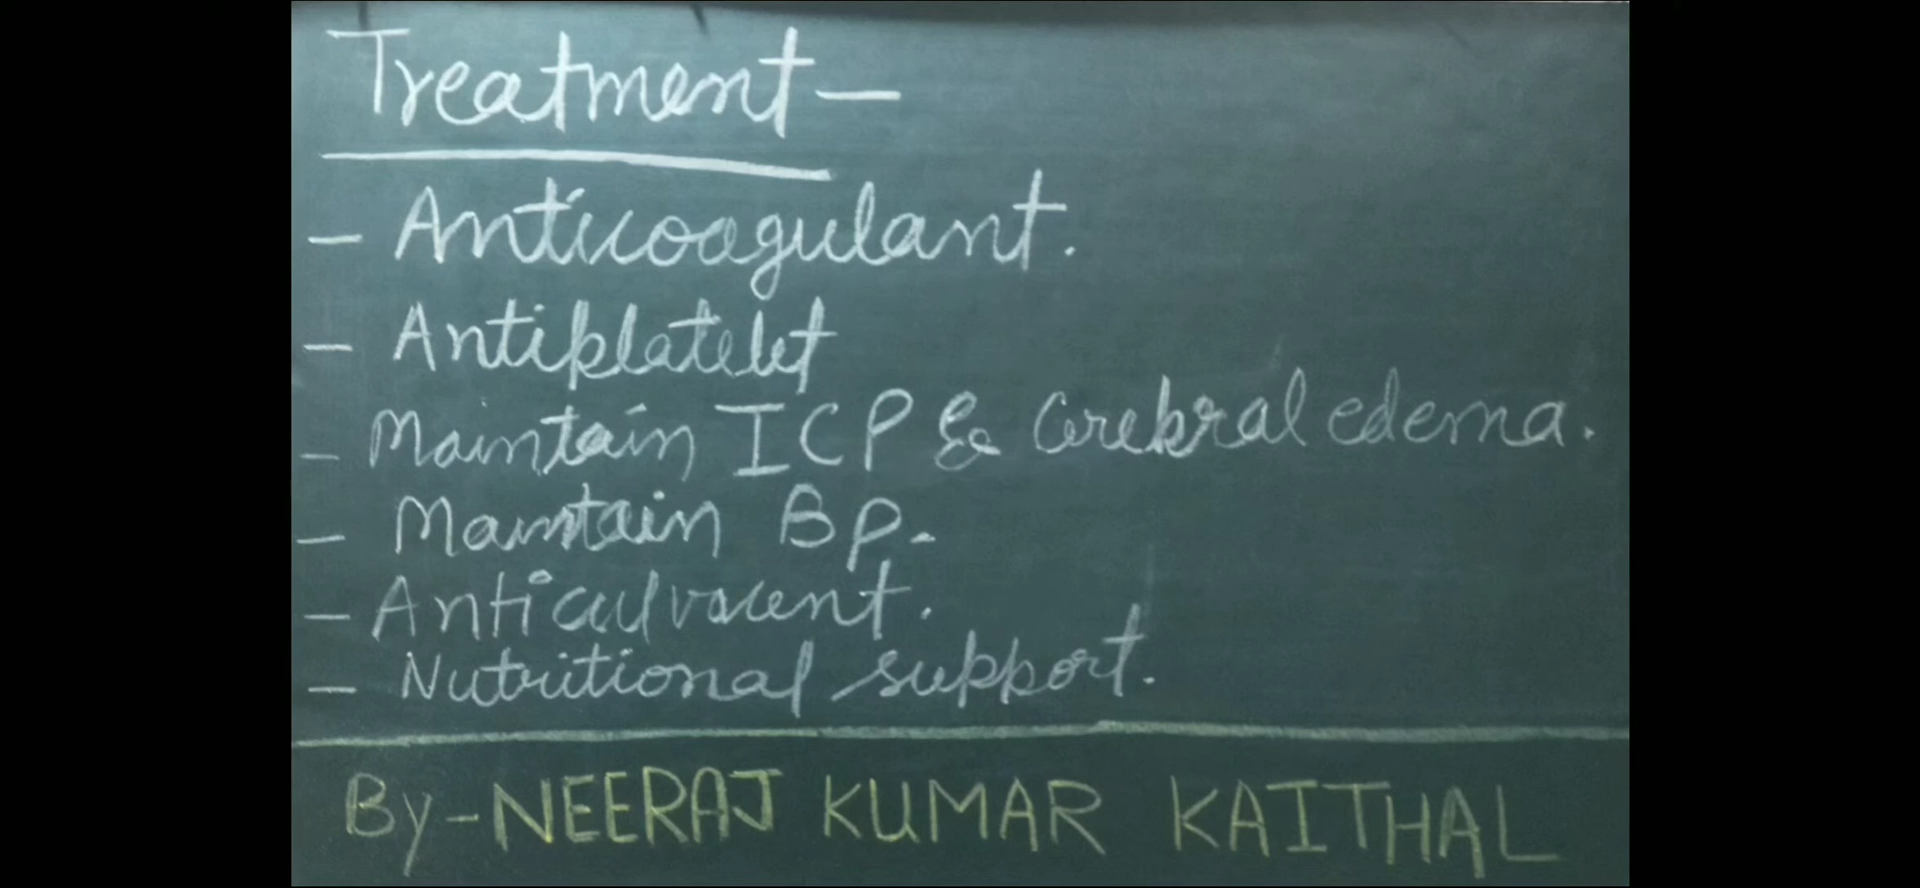 Treatment –
– Anticoagulant.
– Antiplatelet
– Maintain ICP & Cerebral edema.
– Maintain BP.
– Anticulvacent.
– Nutritional support.
By - NEERAJ KUMAR KAITHAL